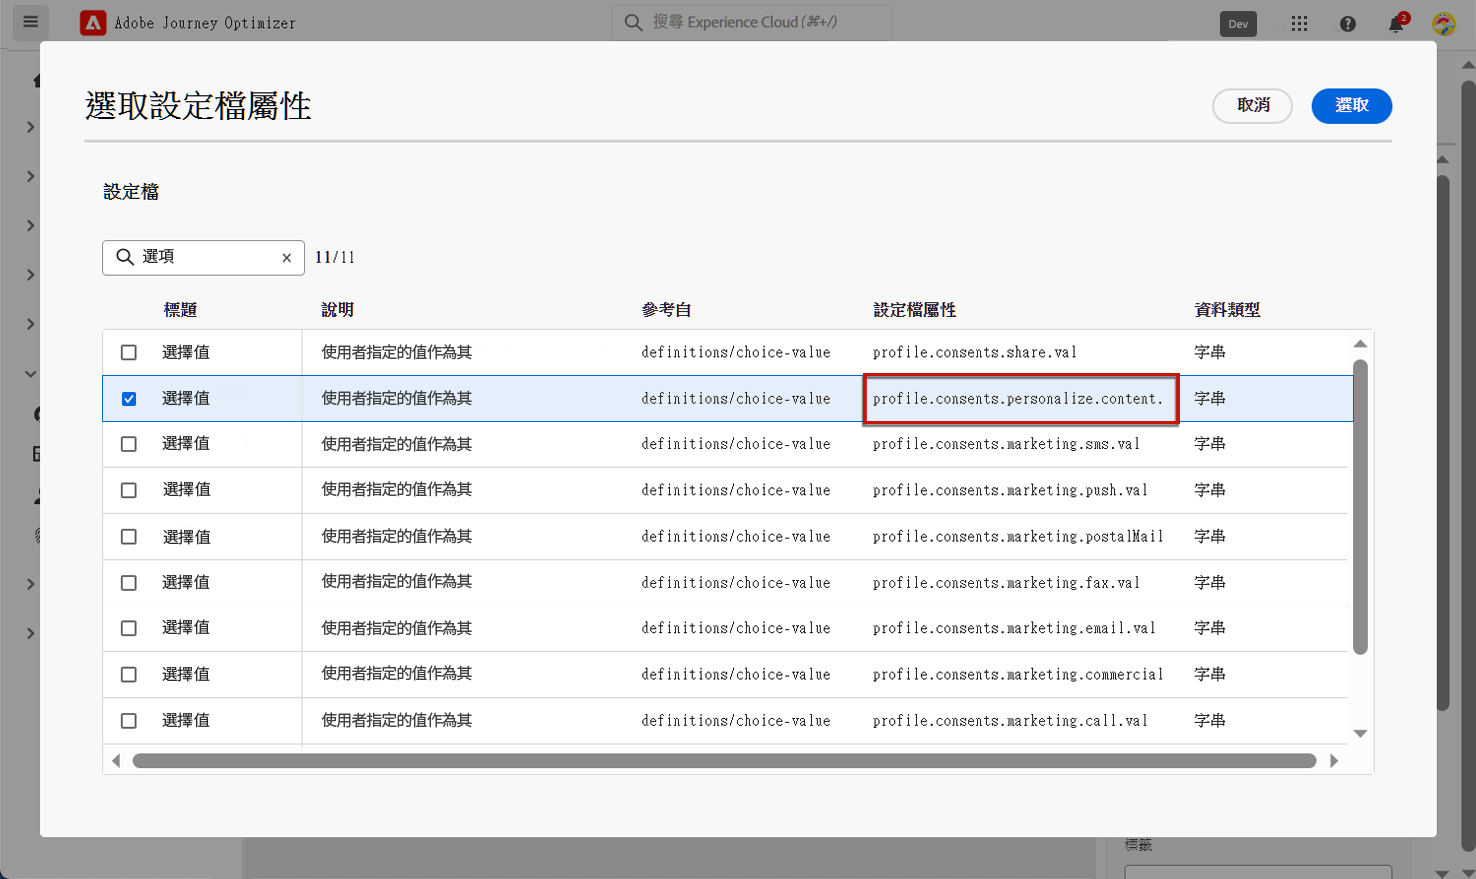 Adobe Journey Optimizer
搜尋 Experience Cloud (⌘+/)
Dev
2
選取設定檔屬性
取消
選取
設定檔
選項
11/11
標題 說明 參考自 設定檔屬性 資料類型
選擇值 使用者指定的值作為其 definitions/choice-value profile.consents.share.val 字串
選擇值 使用者指定的值作為其 definitions/choice-value profile.consents.personalize.content. 字串
選擇值 使用者指定的值作為其 definitions/choice-value profile.consents.marketing.sms.val 字串
選擇值 使用者指定的值作為其 definitions/choice-value profile.consents.marketing.push.val 字串
選擇值 使用者指定的值作為其 definitions/choice-value profile.consents.marketing.postalMail 字串
選擇值 使用者指定的值作為其 definitions/choice-value profile.consents.marketing.fax.val 字串
選擇值 使用者指定的值作為其 definitions/choice-value profile.consents.marketing.email.val 字串
選擇值 使用者指定的值作為其 definitions/choice-value profile.consents.marketing.commercial 字串
選擇值 使用者指定的值作為其 definitions/choice-value profile.consents.marketing.call.val 字串
標籤